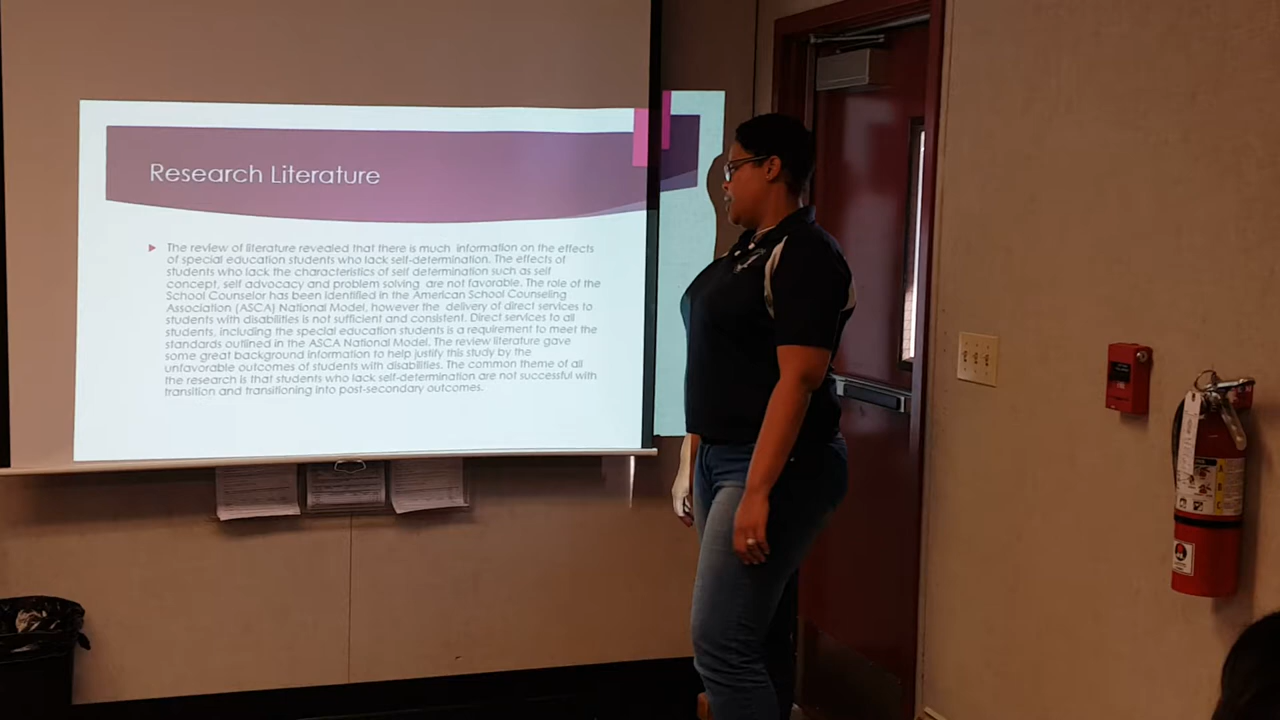 Research Literature
The review of literature revealed that there is much information on the effects
of special education students who lack self-determination. The effects of
students who lack the characteristics of self determination such as self
concept, self advocacy and problem solving are not favorable. The role of the
School Counselor has been identified in the American School Counseling
Association (ASCA) National Model, however the delivery of direct services to
students with disabilities is not sufficient and consistent. Direct services to all
students, including the special education students is a requirement to meet the
standards outlined in the ASCA National Model. The review literature gave
some great background information to help justify this study by the
unfavorable outcomes of students with disabilities. The common theme of all
the research is that students who lack self-determination are not successful with
transition and transitioning into post-secondary outcomes.
A
B
C